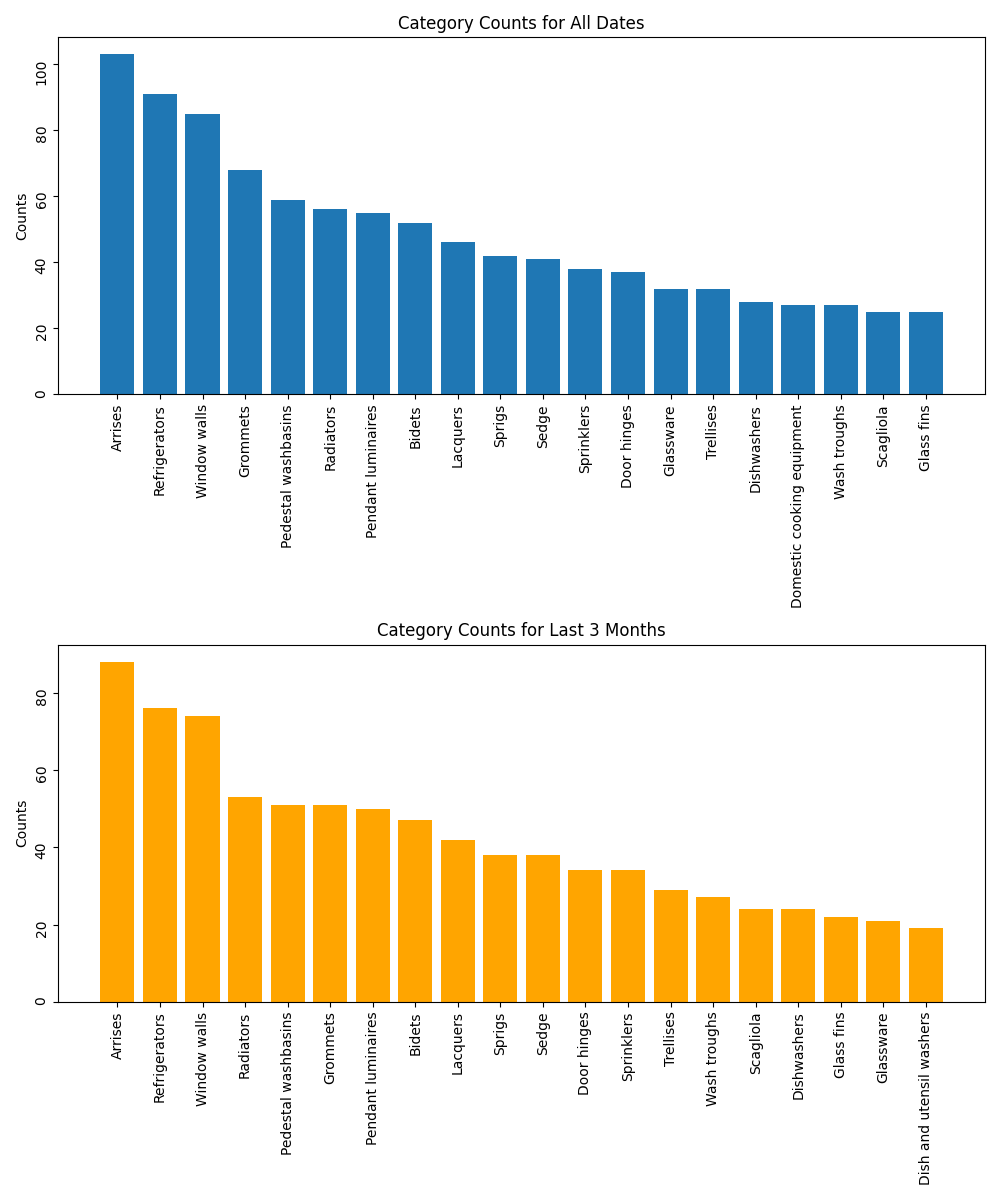 Category Counts for All Dates
Counts
100
80
60
40
20
0
Arrises
Refrigerators
Window walls
Grommets
Pedestal washbasins
Radiators
Pendant luminaires
Bidets
Lacquers
Sprigs
Sedge
Sprinklers
Door hinges
Glassware
Trellises
Dishwashers
Domestic cooking equipment
Wash troughs
Scagliola
Glass fins
Category Counts for Last 3 Months
Counts
80
60
40
20
0
Arrises
Refrigerators
Window walls
Radiators
Pedestal washbasins
Grommets
Pendant luminaires
Bidets
Lacquers
Sprigs
Sedge
Door hinges
Sprinklers
Trellises
Wash troughs
Scagliola
Dishwashers
Glass fins
Glassware
Dish and utensil washers